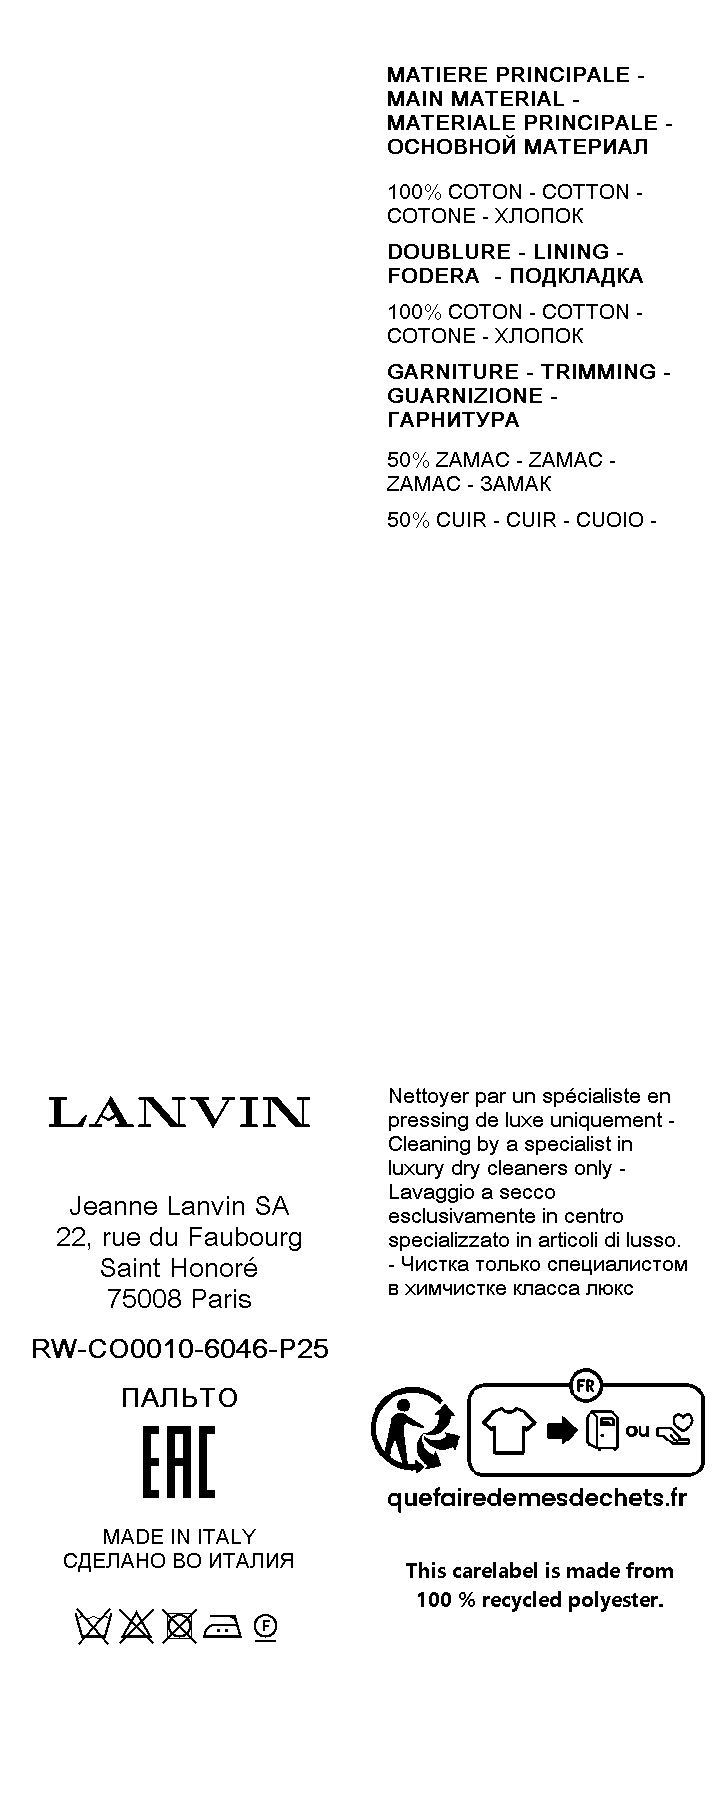 MATIERE PRINCIPALE -
MAIN MATERIAL -
MATERIALE PRINCIPALE -
ОСНОВНОЙ МАТЕРИАЛ
100% COTON - COTTON -
COTONE - ХЛОПОК
DOUBLURE - LINING -
FODERA - ПОДКЛАДКА
100% COTON - COTTON -
COTONE - ХЛОПОК
GARNITURE - TRIMMING -
GUARNIZIONE -
ГАРНИТУРА
50% ZAMAC - ZAMAC -
ZAMAC - ЗАМАК
50% CUIR - CUIR - CUOIO -
LANVIN
Jeanne Lanvin SA
22, rue du Faubourg
Saint Honoré
75008 Paris
RW-CO0010-6046-P25
ПАЛЬТО
EAC
MADE IN ITALY
СДЕЛАНО ВО ИТАЛИЯ
F
Nettoyer par un spécialiste en
pressing de luxe uniquement -
Cleaning by a specialist in
luxury dry cleaners only -
Lavaggio a secco
esclusivamente in centro
specializzato in articoli di lusso.
- Чистка только специалистом
в химчистке класса люкс
FR
ou
quefairedemesdechets.fr
This carelabel is made from
100 % recycled polyester.